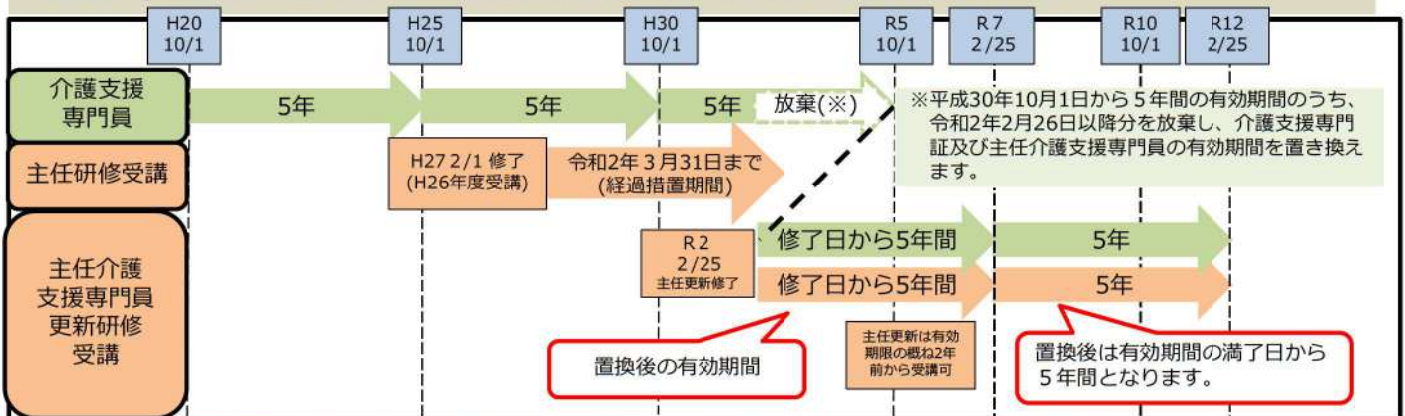 H20
10/1
H25
10/1
H30
10/1
R5
10/1
R7
2/25
R10
10/1
R12
2/25
介護支援
専門員
5年
5年
5年
放棄(※)
※平成30年10月1日から5年間の有効期間のうち、
令和2年2月26日以降分を放棄し、介護支援専門
証及び主任介護支援専門員の有効期間を置き換え
ます。
主任研修受講
H27 2/1 修了
(H26年度受講)
令和2年3月31日まで
(経過措置期間)
主任介護
支援専門員
更新研修
受講
R2
2/25
主任更新修了
修了日から5年間
5年
修了日から5年間
5年
置換後の有効期間
主任更新は有効
期限の概ね2年
前から受講可
置換後は有効期間の満了日から
5年間となります。